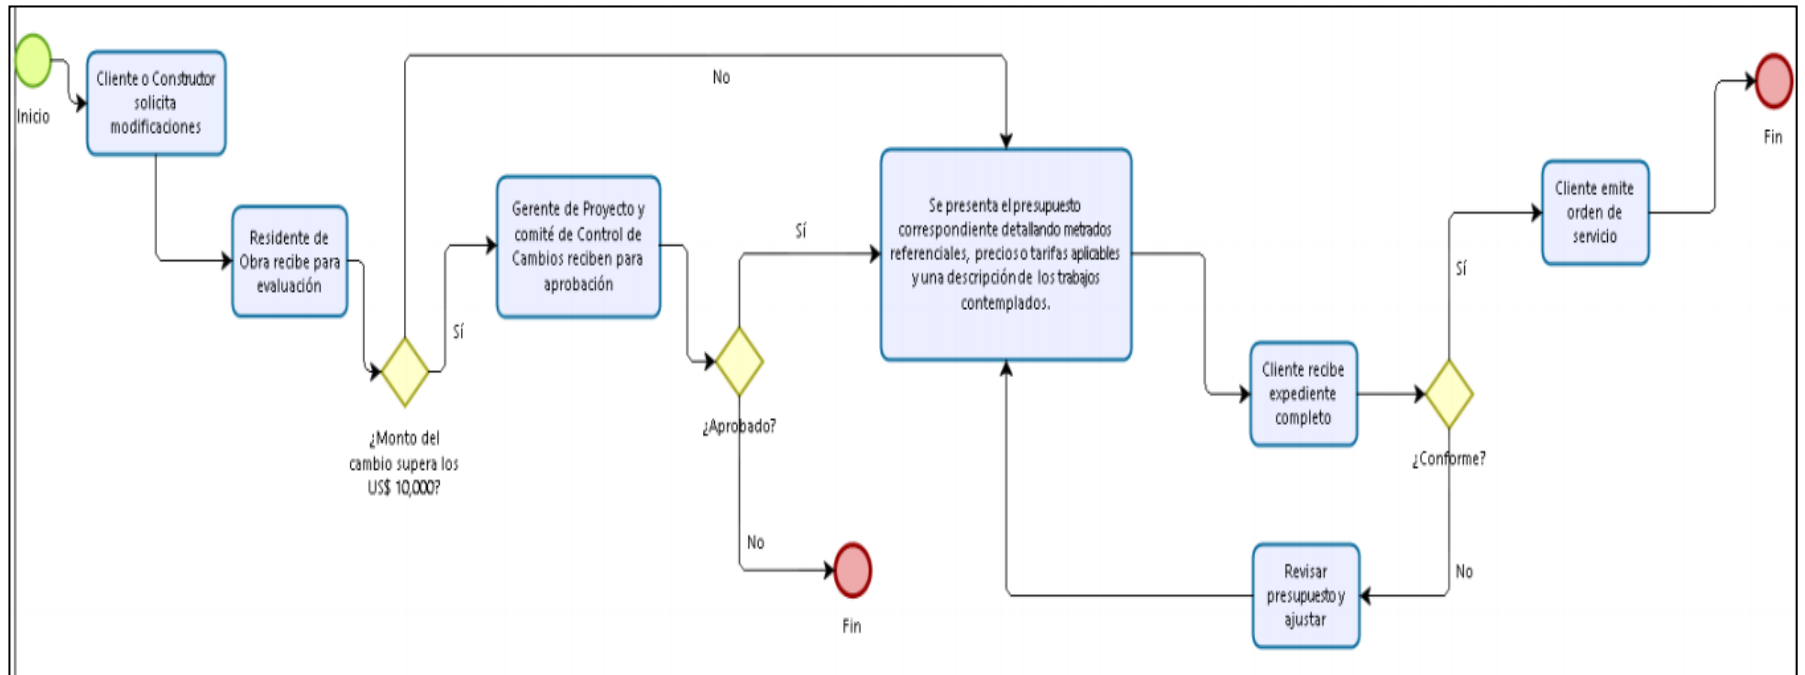 Inicio
Cliente o Constructor
solicita
modificaciones
Residente de
Obra recibe para
evaluación
¿Monto del
cambio supera los
US$ 10,000?
No
Sí
Gerente de Proyecto y
comité de Control de
Cambios reciben para
aprobación
¿Aprobado?
Sí
No
Fin
Se presenta el presupuesto
correspondiente detallando metrados
referenciales, precios o tarifas aplicables
y una descripción de los trabajos
contemplados.
Cliente recibe
expediente
completo
¿Conforme?
Sí
No
Revisar
presupuesto y
ajustar
Cliente emite
orden de
servicio
Fin